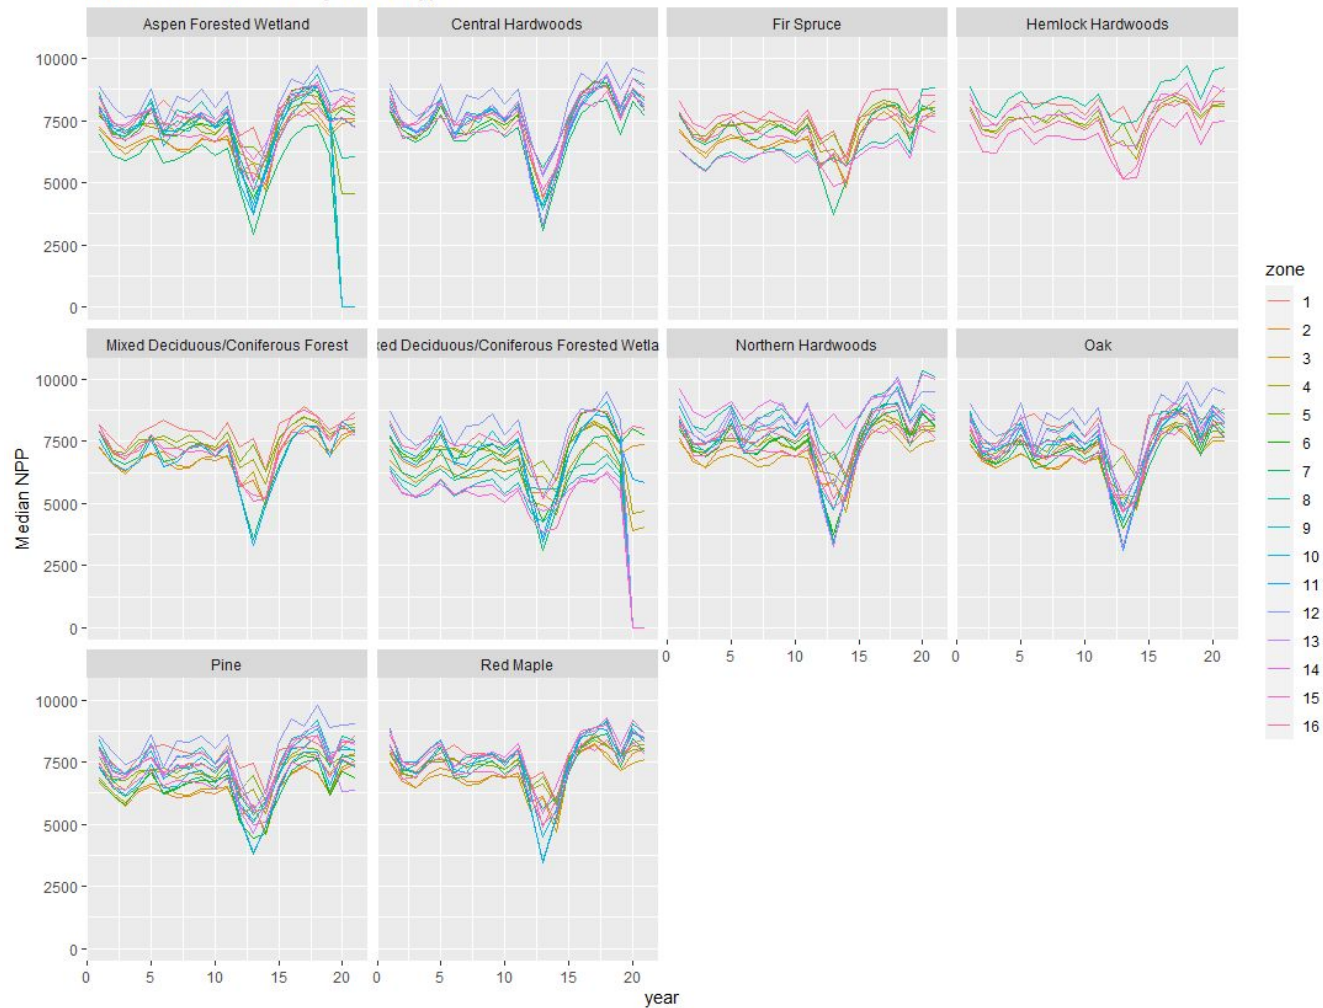 Aspen Forested Wetland
Central Hardwoods
Fir Spruce
Hemlock Hardwoods
10000
7500
5000
2500
0
Mixed Deciduous/Coniferous Forest
xed Deciduous/Coniferous Forested Wetla
Northern Hardwoods
Oak
10000
7500
5000
2500
0
0 5 10 15 20
0 5 10 15 20
Pine
Red Maple
10000
7500
5000
2500
0
0 5 10 15 20
0 5 10 15 20
Median NPP
year
zone
1
2
3
4
5
6
7
8
9
10
11
12
13
14
15
16